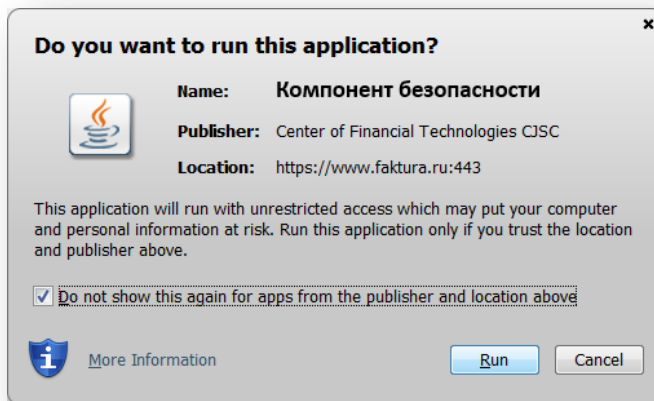 Do you want to run this application?
Name: Компонент безопасности
Publisher: Center of Financial Technologies CJSC
Location: https://www.faktura.ru:443
This application will run with unrestricted access which may put your computer
and personal information at risk. Run this application only if you trust the location
and publisher above.
Do not show this again for apps from the publisher and location above
More Information
Run
Cancel